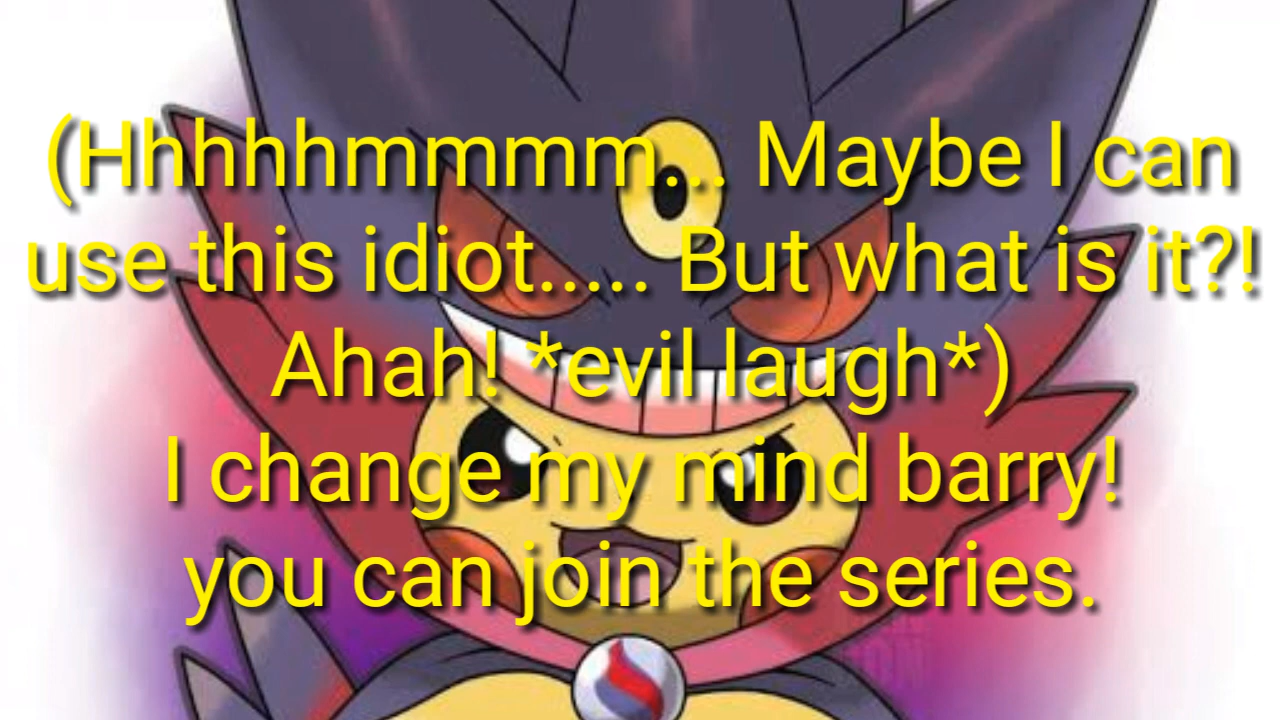 (Hhhhhmmmm... Maybe I can
use this idiot..... But what is it?!
Ahah! *evil laugh*)
I change my mind barry!
you can join the series.